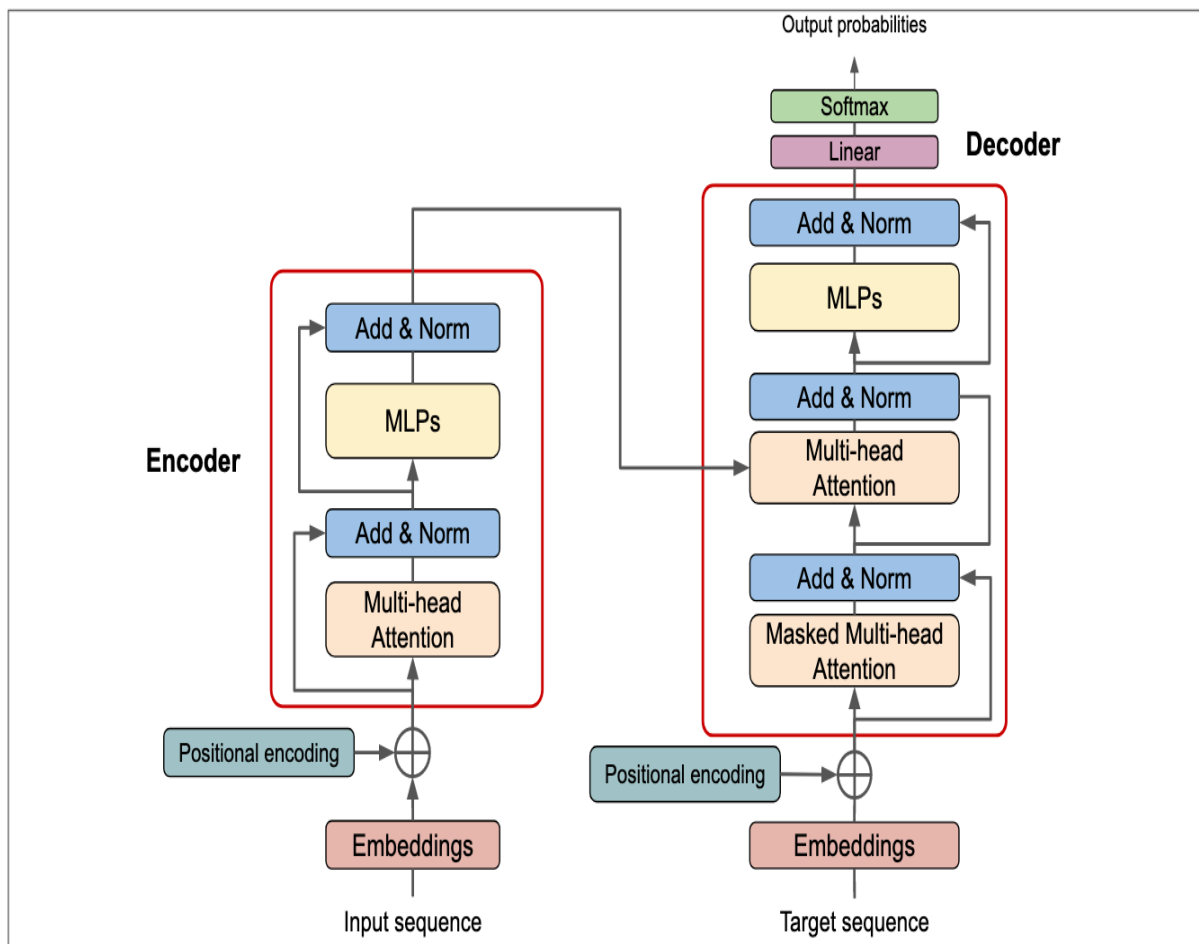 Output probabilities
Softmax
Linear
Decoder
Add & Norm
MLPs
Add & Norm
Multi-head
Attention
Add & Norm
Masked Multi-head
Attention
Positional encoding
Embeddings
Target sequence
Encoder
Add & Norm
MLPs
Add & Norm
Multi-head
Attention
Positional encoding
Embeddings
Input sequence